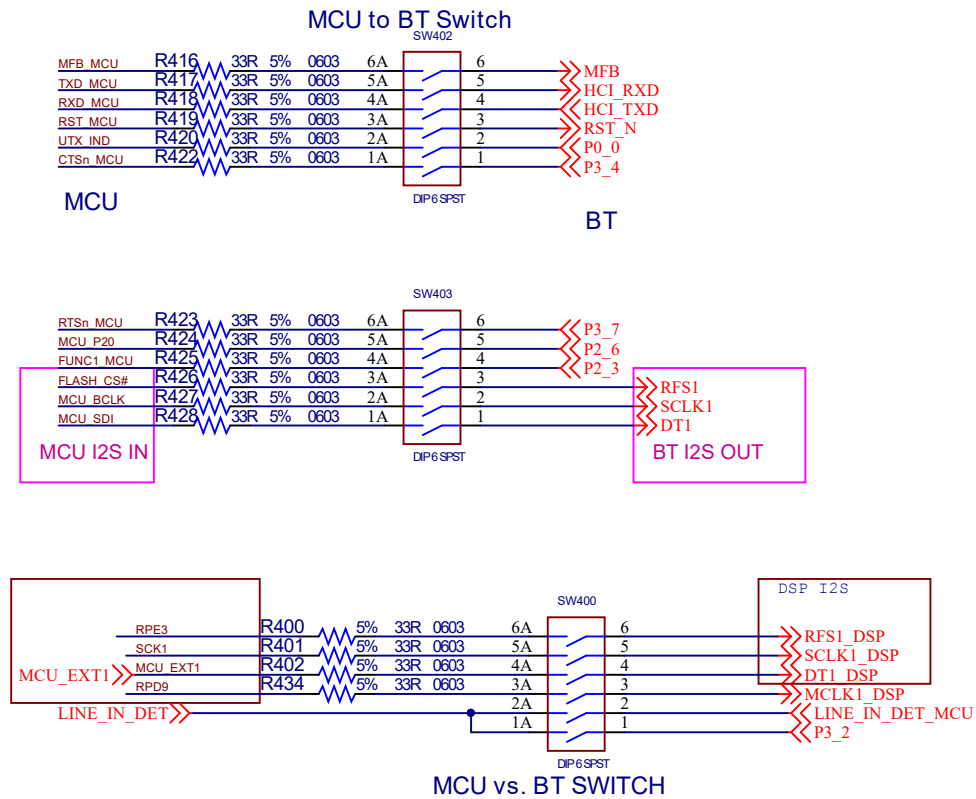 MCU to BT Switch
SW402
MFB_MCU R416 33R 5% 0603 6A 6 MFB
TXD_MCU R417 33R 5% 0603 5A 5 HCI_RXD
RXD_MCU R418 33R 5% 0603 4A 4 HCI_TXD
RST_MCU R419 33R 5% 0603 3A 3 RST_N
UTX_IND R420 33R 5% 0603 2A 2 P0_0
CTSn_MCU R422 33R 5% 0603 1A 1 P3_4
MCU DIP6SPST BT
SW403
RTSn_MCU R423 33R 5% 0603 6A 6 P3_7
MCU_P20 R424 33R 5% 0603 5A 5 P2_6
FUNC1_MCU R425 33R 5% 0603 4A 4 P2_3
FLASH_CS# R426 33R 5% 0603 3A 3 RFS1
MCU_BCLK R427 33R 5% 0603 2A 2 SCLK1
MCU_SDI R428 33R 5% 0603 1A 1 DT1
MCU I2S IN DIP6SPST BT I2S OUT
SW400 DSP I2S
RPE3 R400 5% 33R 0603 6A 6 RFS1_DSP
SCK1 R401 5% 33R 0603 5A 5 SCLK1_DSP
MCU_EXT1 MCU_EXT1 R402 5% 33R 0603 4A 4 DT1_DSP
RPD9 R434 5% 33R 0603 3A 3 MCLK1_DSP
LINE_IN_DET 2A 2 LINE_IN_DET_MCU
1A 1 P3_2
DIP6SPST
MCU vs. BT SWITCH